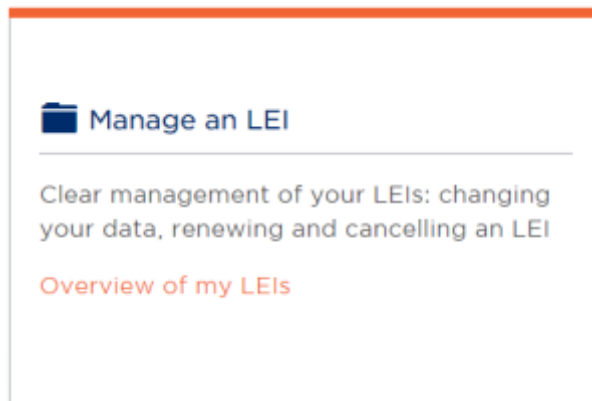 Manage an LEI
Clear management of your LEIs: changing
your data, renewing and cancelling an LEI
Overview of my LEIs